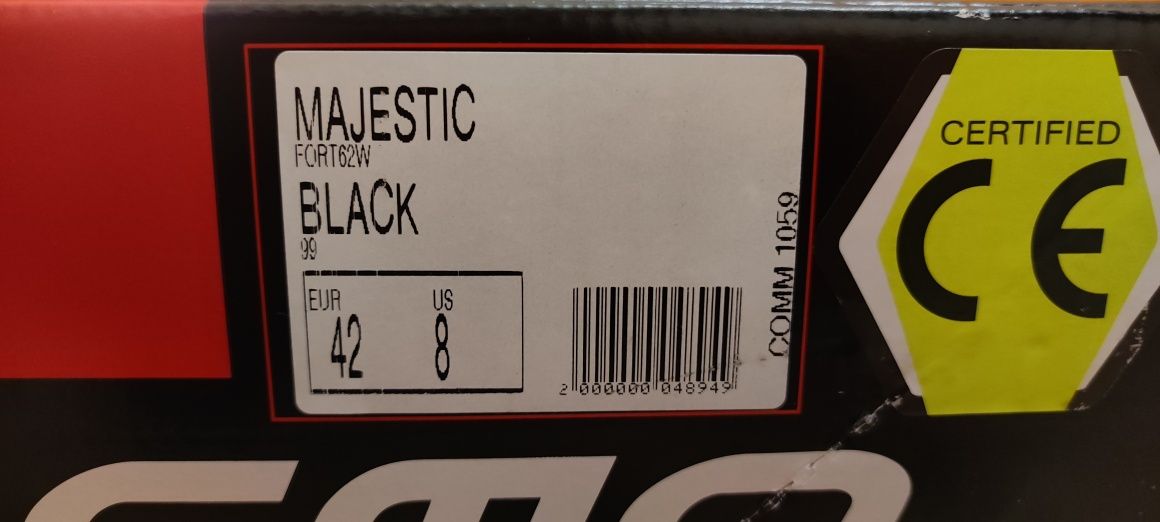 MAJESTIC
FORT62W
BLACK
99
EUR US
42 8
2 000000 048949
COMM 1059
CERTIFIED
CE